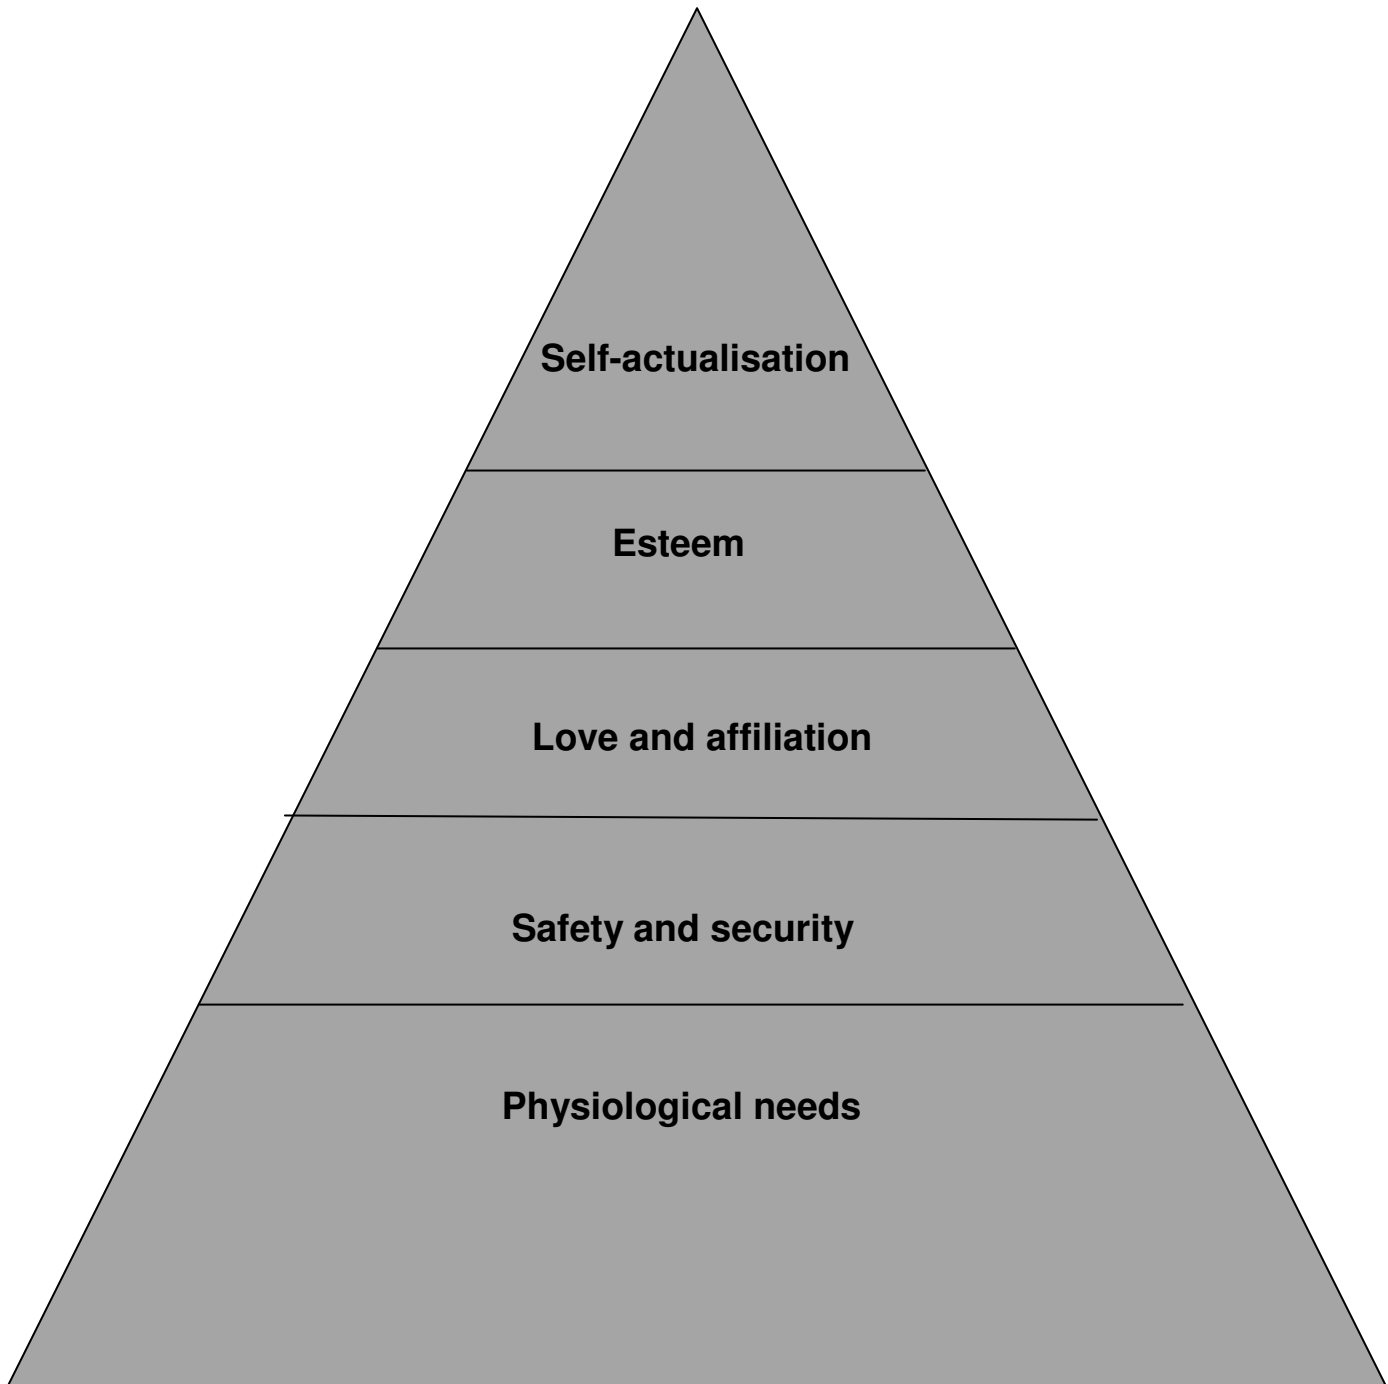 Self-actualisation
Esteem
Love and affiliation
Safety and security
Physiological needs